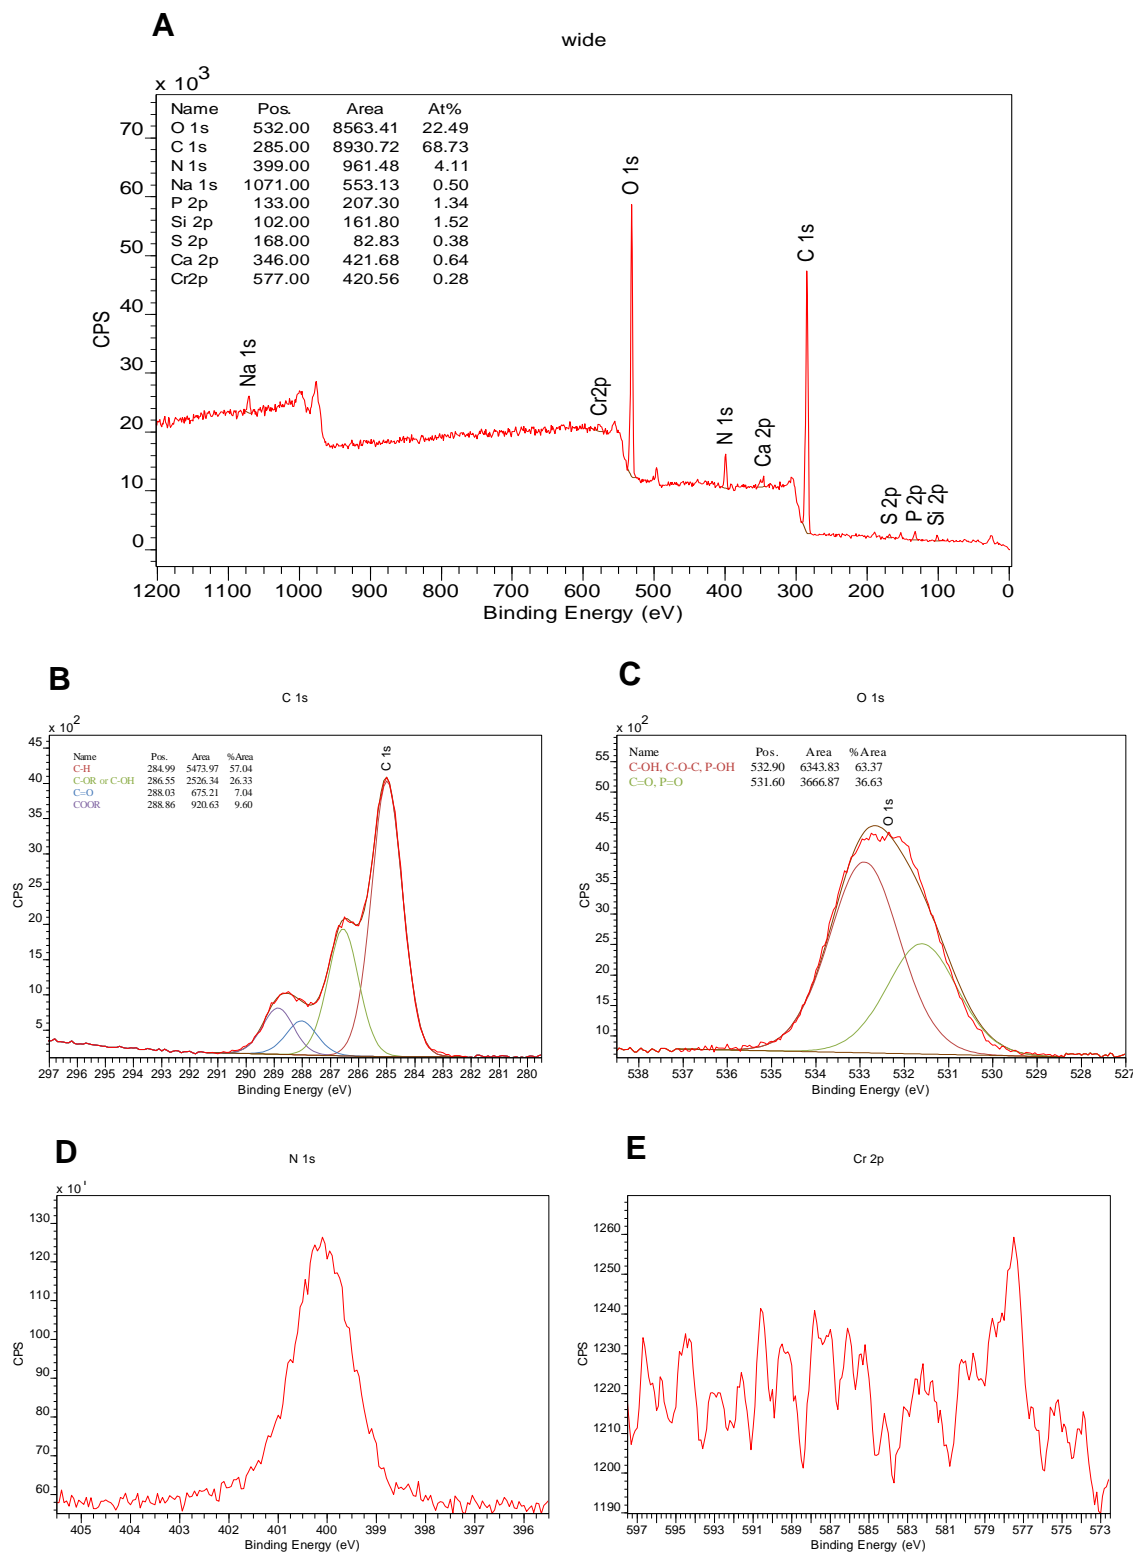 A
wide
x 10³
CPS
Name Pos. Area At%
O 1s 532.00 8563.41 22.49
C 1s 285.00 8930.72 68.73
N 1s 399.00 961.48 4.11
Na 1s 1071.00 553.13 0.50
P 2p 133.00 207.30 1.34
Si 2p 102.00 161.80 1.52
S 2p 168.00 82.83 0.38
Ca 2p 346.00 421.68 0.64
Cr2p 577.00 420.56 0.28
70
60
50
40
30
20
10
0
Na 1s
Cr2p
O 1s
N 1s
Ca 2p
C 1s
S 2p
P 2p
Si 2p
1200 1100 1000 900 800 700 600 500 400 300 200 100 0
Binding Energy (eV)
B
C 1s
x 10²
CPS
Name Pos. Area %Area
C-H 284.99 5473.97 57.04
C-OR or C-OH 286.55 2526.34 26.33
C=O 288.03 675.21 7.04
COOR 288.86 920.63 9.60
C 1s
45
40
35
30
25
20
15
10
5
297 296 295 294 293 292 291 290 289 288 287 286 285 284 283 282 281 280
Binding Energy (eV)
C
O 1s
x 10²
CPS
Name Pos. Area %Area
C-OH, C-O-C, P-OH 532.90 6343.83 63.37
C=O, P=O 531.60 3666.87 36.63
O 1s
55
50
45
40
35
30
25
20
15
10
538 537 536 535 534 533 532 531 530 529 528 527
Binding Energy (eV)
D
N 1s
x 10¹
CPS
130
120
110
100
90
80
70
60
405 404 403 402 401 400 399 398 397 396
Binding Energy (eV)
E
Cr 2p
CPS
1260
1250
1240
1230
1220
1210
1200
1190
597 595 593 591 589 587 585 583 581 579 577 575 573
Binding Energy (eV)